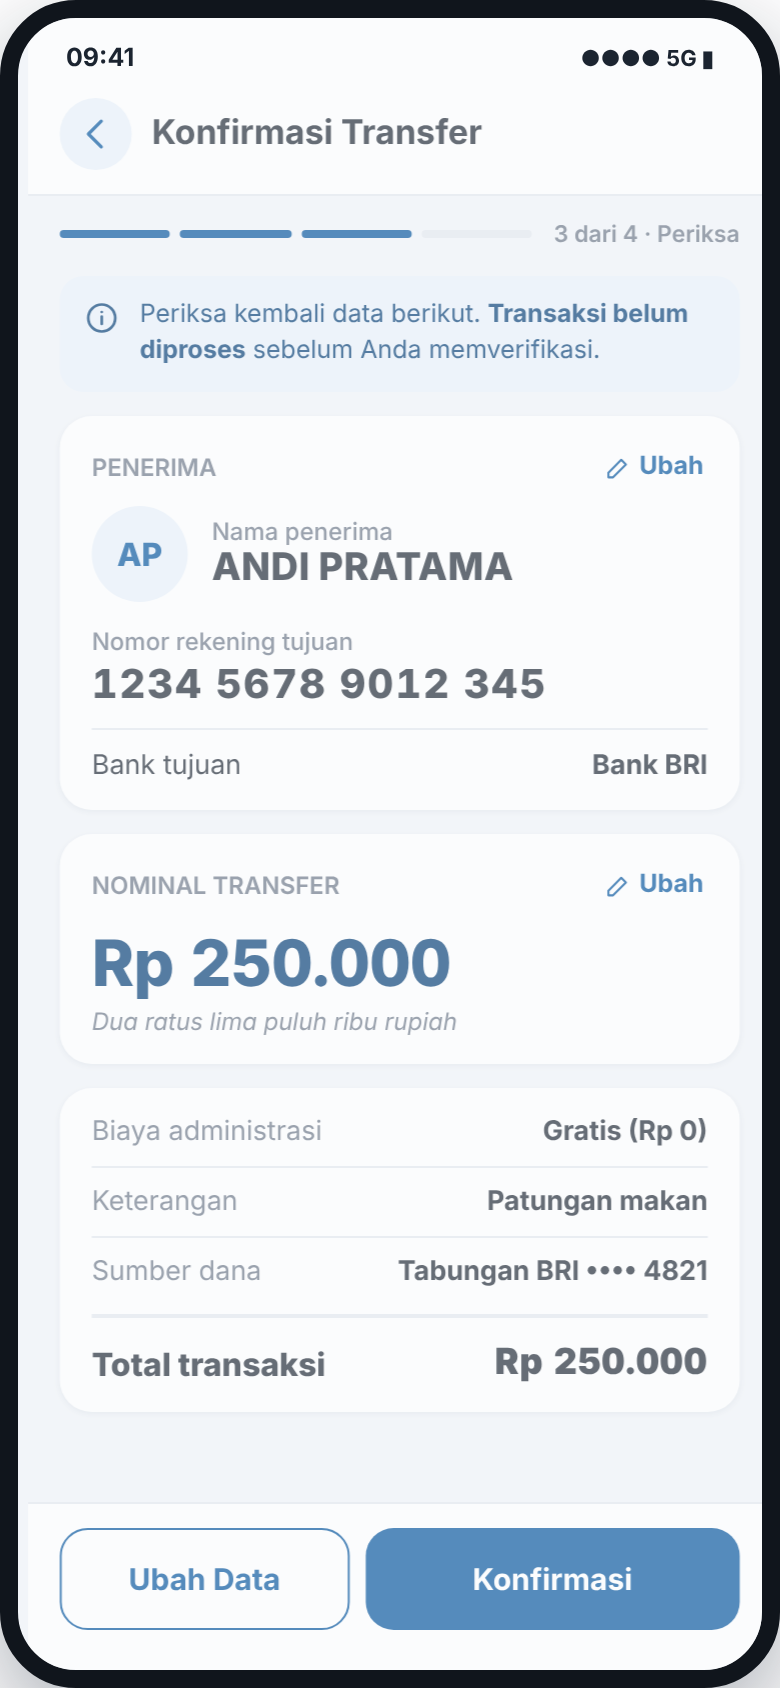 09:41
●●●● 5G ▮
Konfirmasi Transfer
3 dari 4 · Periksa
Periksa kembali data berikut. Transaksi belum
diproses sebelum Anda memverifikasi.
PENERIMA
Ubah
AP
Nama penerima
ANDI PRATAMA
Nomor rekening tujuan
1234 5678 9012 345
Bank tujuan
Bank BRI
NOMINAL TRANSFER
Ubah
Rp 250.000
Dua ratus lima puluh ribu rupiah
Biaya administrasi
Gratis (Rp 0)
Keterangan
Patungan makan
Sumber dana
Tabungan BRI •••• 4821
Total transaksi
Rp 250.000
Ubah Data
Konfirmasi